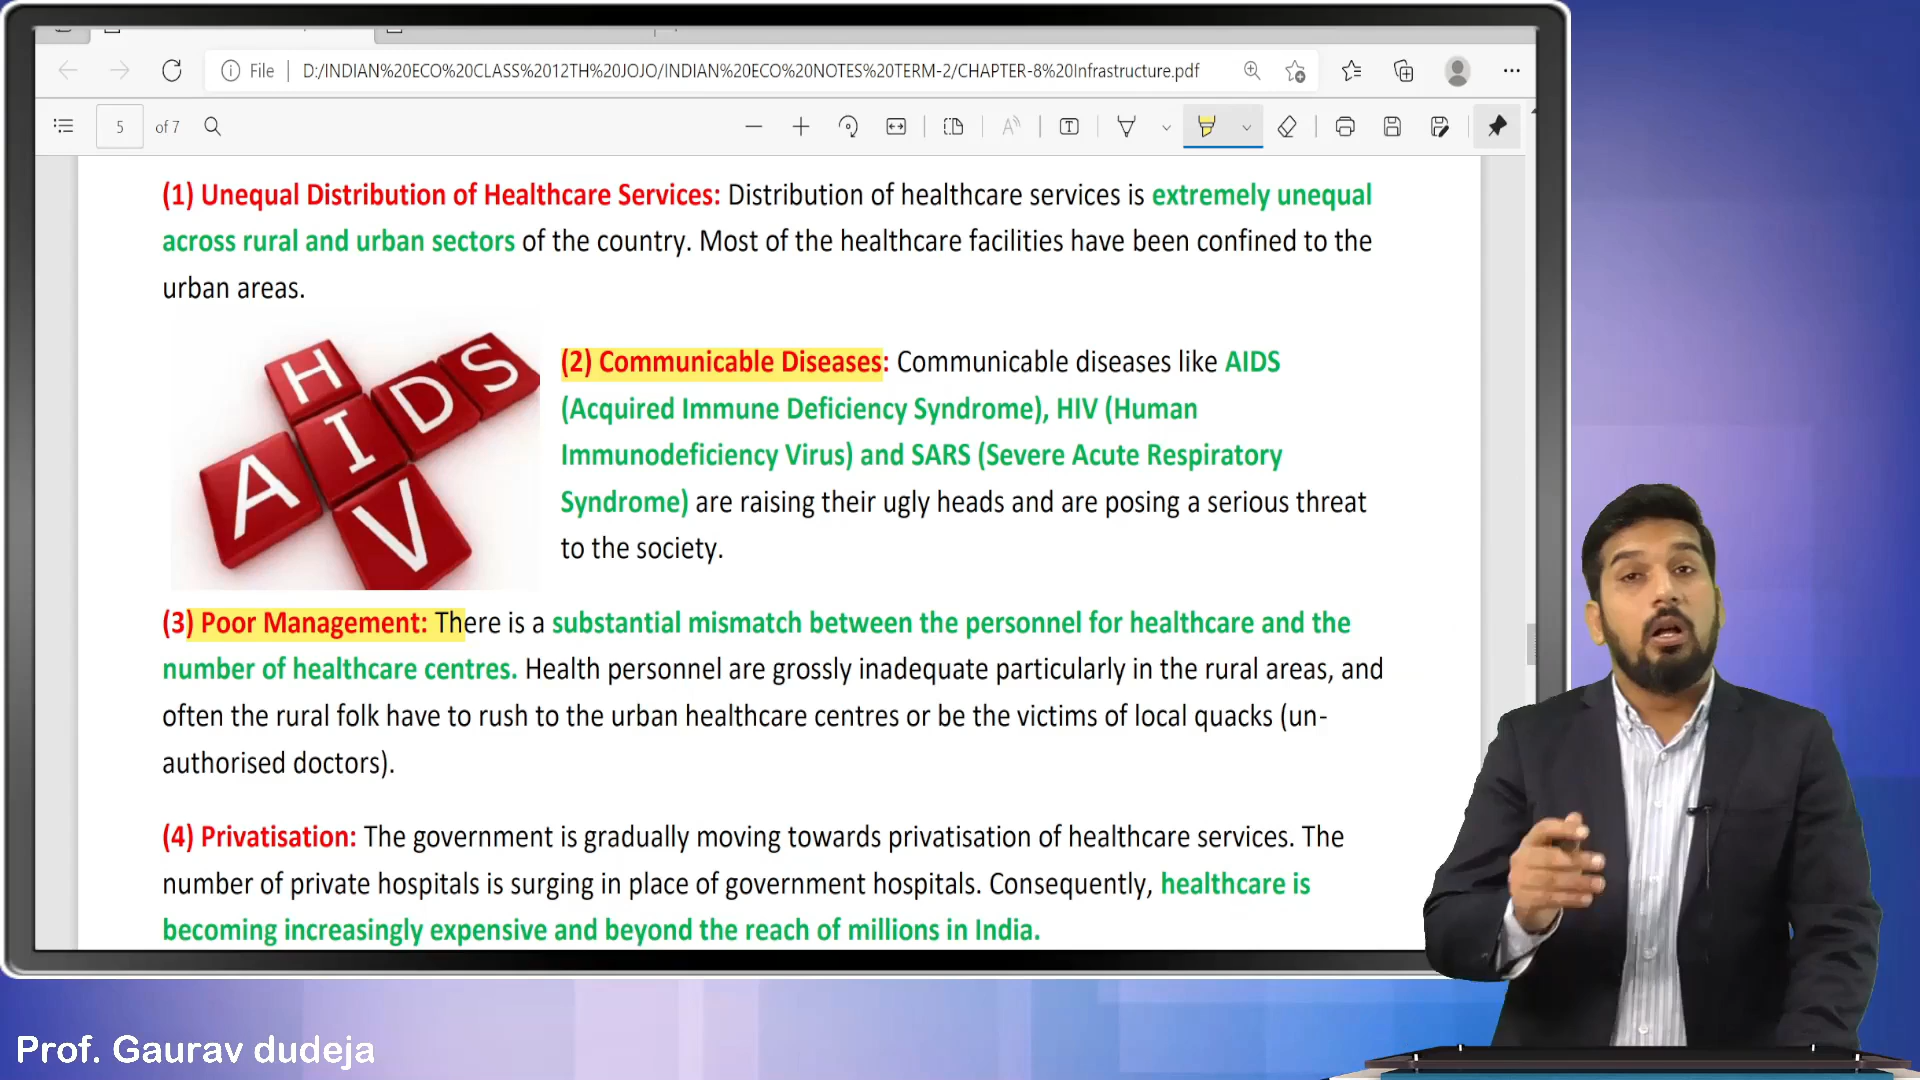 File
D:/INDIAN%20ECO%20CLASS%2012TH%20JOJO/INDIAN%20ECO%20NOTES%20TERM-2/CHAPTER-8%20Infrastructure.pdf
5 of 7
(1) Unequal Distribution of Healthcare Services: Distribution of healthcare services is extremely unequal
across rural and urban sectors of the country. Most of the healthcare facilities have been confined to the
urban areas.
H
AIDS
V
(2) Communicable Diseases: Communicable diseases like AIDS
(Acquired Immune Deficiency Syndrome), HIV (Human
Immunodeficiency Virus) and SARS (Severe Acute Respiratory
Syndrome) are raising their ugly heads and are posing a serious threat
to the society.
(3) Poor Management: There is a substantial mismatch between the personnel for healthcare and the
number of healthcare centres. Health personnel are grossly inadequate particularly in the rural areas, and
often the rural folk have to rush to the urban healthcare centres or be the victims of local quacks (un-
authorised doctors).
(4) Privatisation: The government is gradually moving towards privatisation of healthcare services. The
number of private hospitals is surging in place of government hospitals. Consequently, healthcare is
becoming increasingly expensive and beyond the reach of millions in India.
Prof. Gaurav dudeja